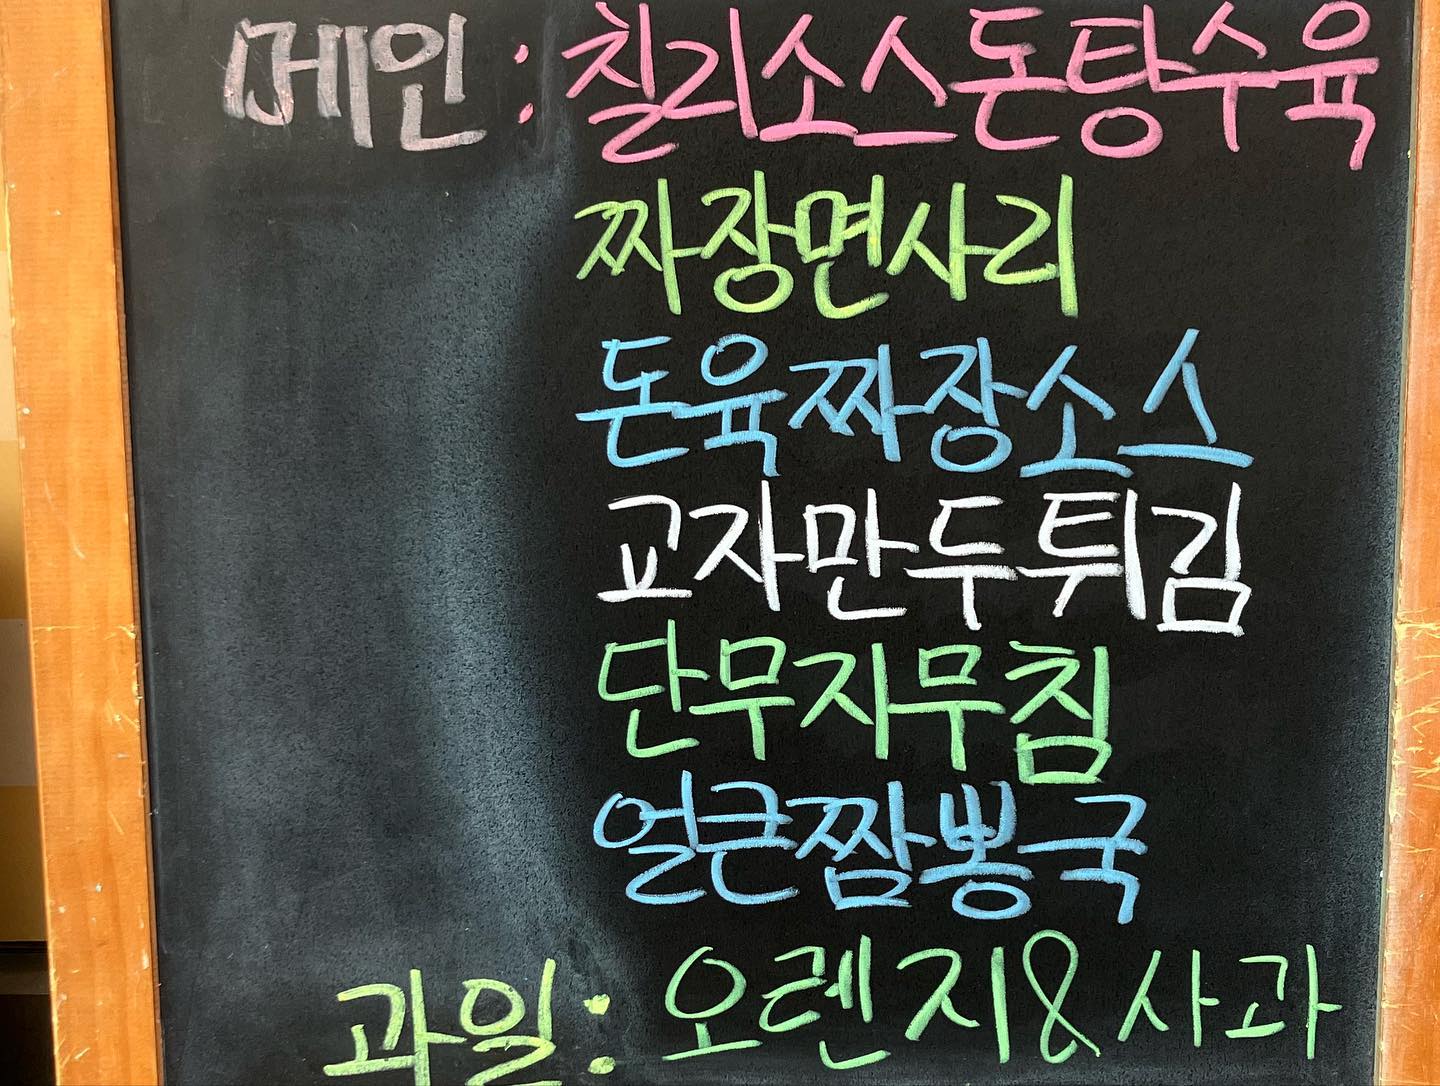 메인 : 칠리소스돈탕수육
짜장면사리
돈육짜장소스
교자만두튀김
단무지무침
얼큰짬뽕국
과일 : 오렌지&사과